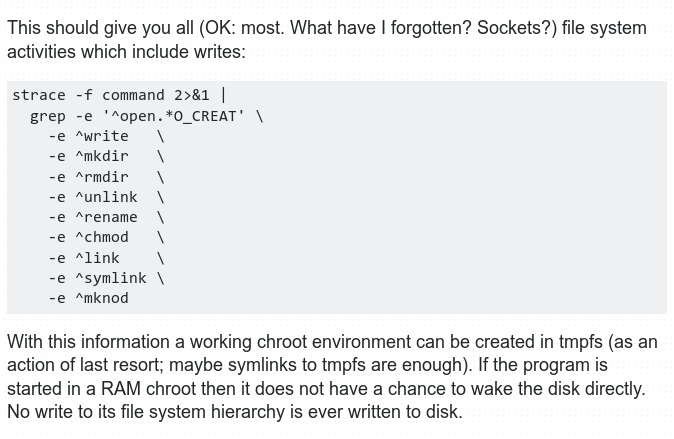 This should give you all (OK: most. What have I forgotten? Sockets?) file system
activities which include writes:
strace -f command 2>&1 |
  grep -e '^open.*O_CREAT' \
    -e ^write   \
    -e ^mkdir   \
    -e ^rmdir   \
    -e ^unlink  \
    -e ^rename  \
    -e ^chmod   \
    -e ^link    \
    -e ^symlink \
    -e ^mknod
With this information a working chroot environment can be created in tmpfs (as an
action of last resort; maybe symlinks to tmpfs are enough). If the program is
started in a RAM chroot then it does not have a chance to wake the disk directly.
No write to its file system hierarchy is ever written to disk.